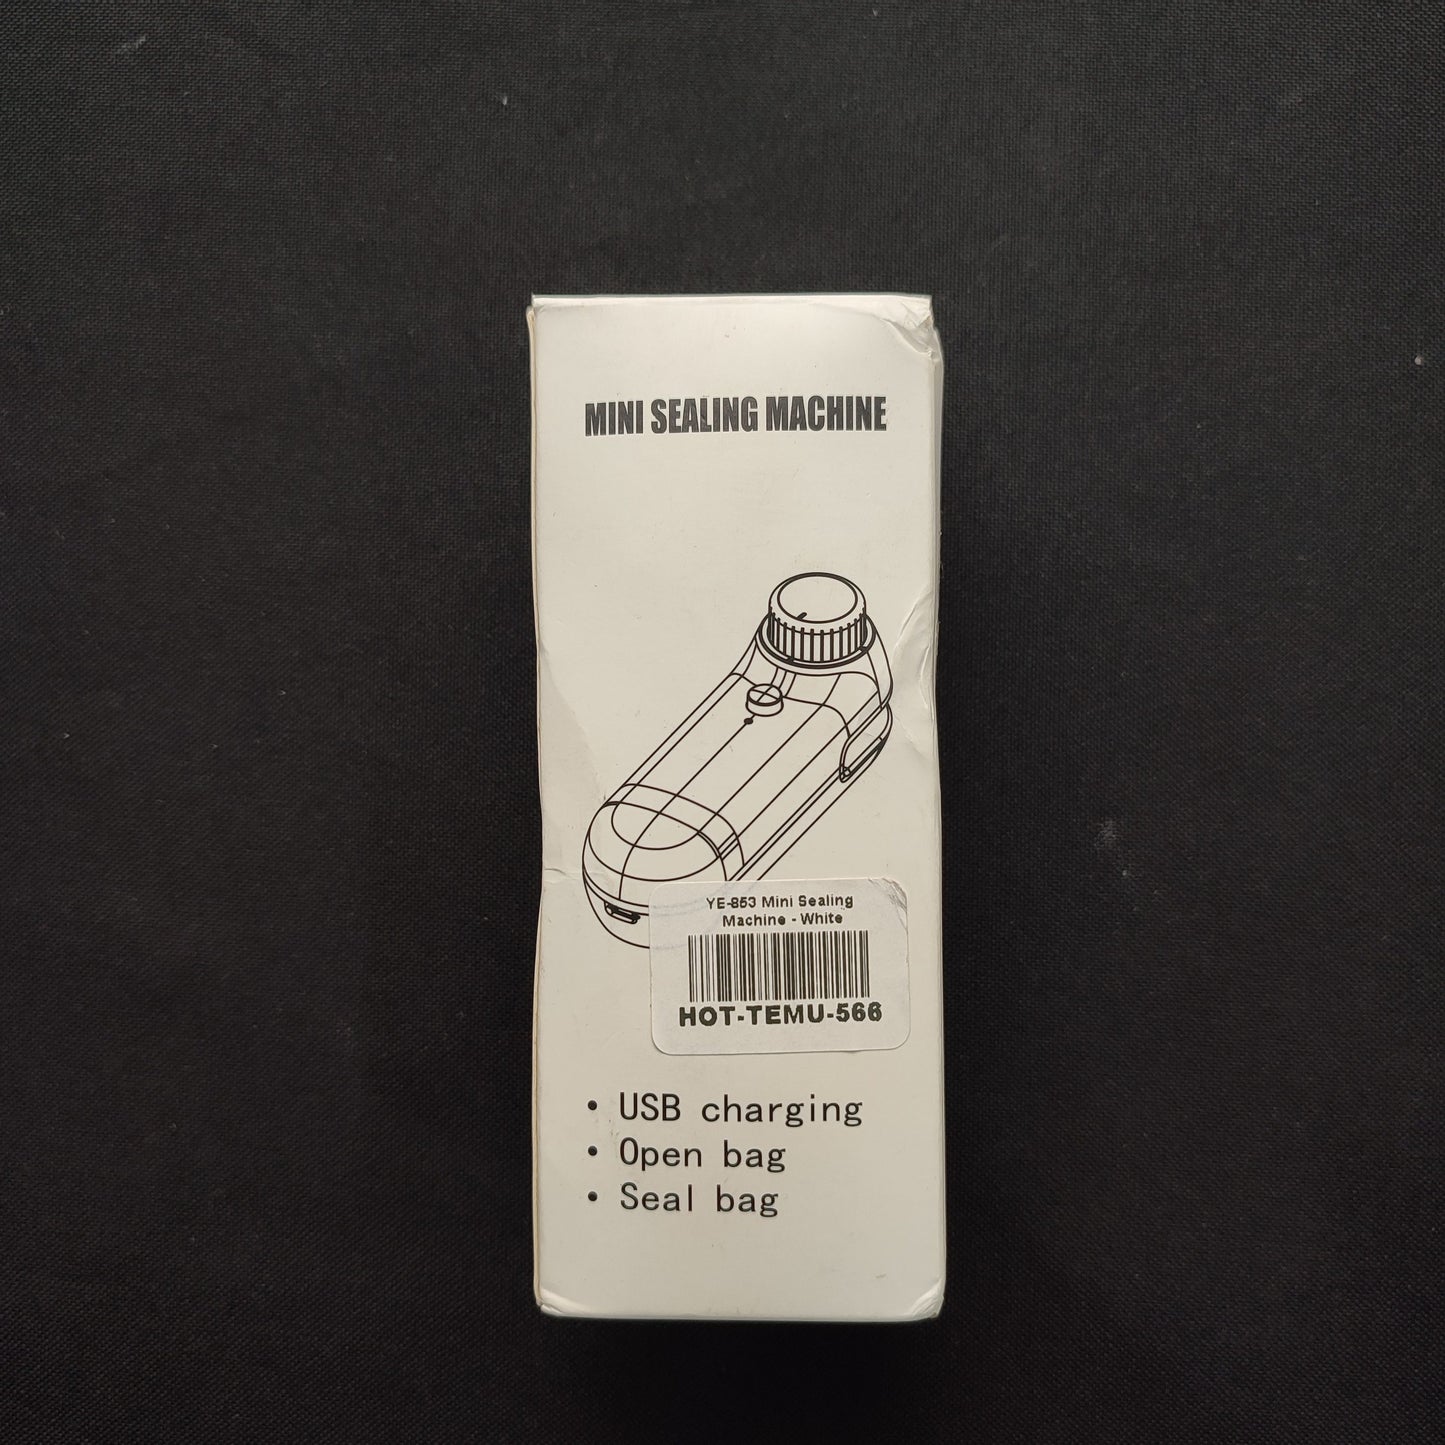 MINI SEALING MACHINE
YE-853 Mini Sealing
Machine - White
HOT-TEMU-566
• USB charging
• Open bag
• Seal bag